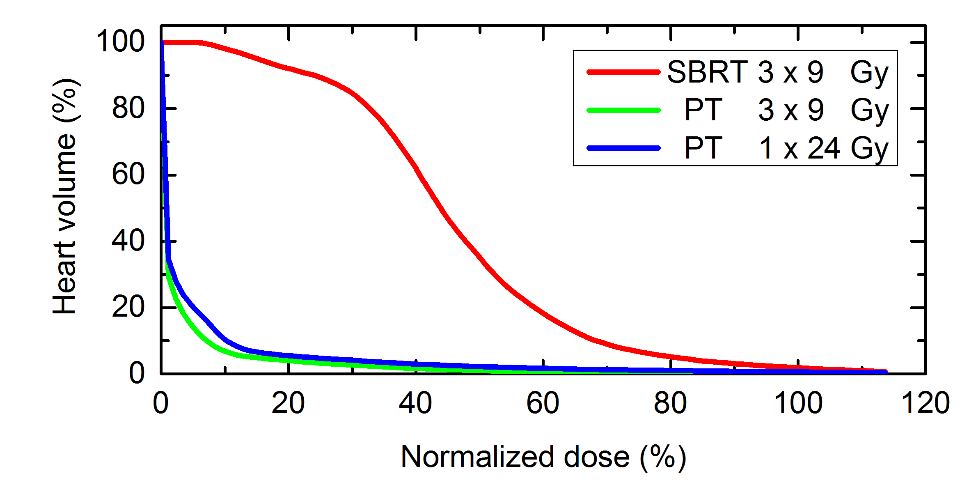 100
80
60
40
20
0
Heart volume (%)
SBRT 3 x 9 Gy
PT 3 x 9 Gy
PT 1 x 24 Gy
0 20 40 60 80 100 120
Normalized dose (%)